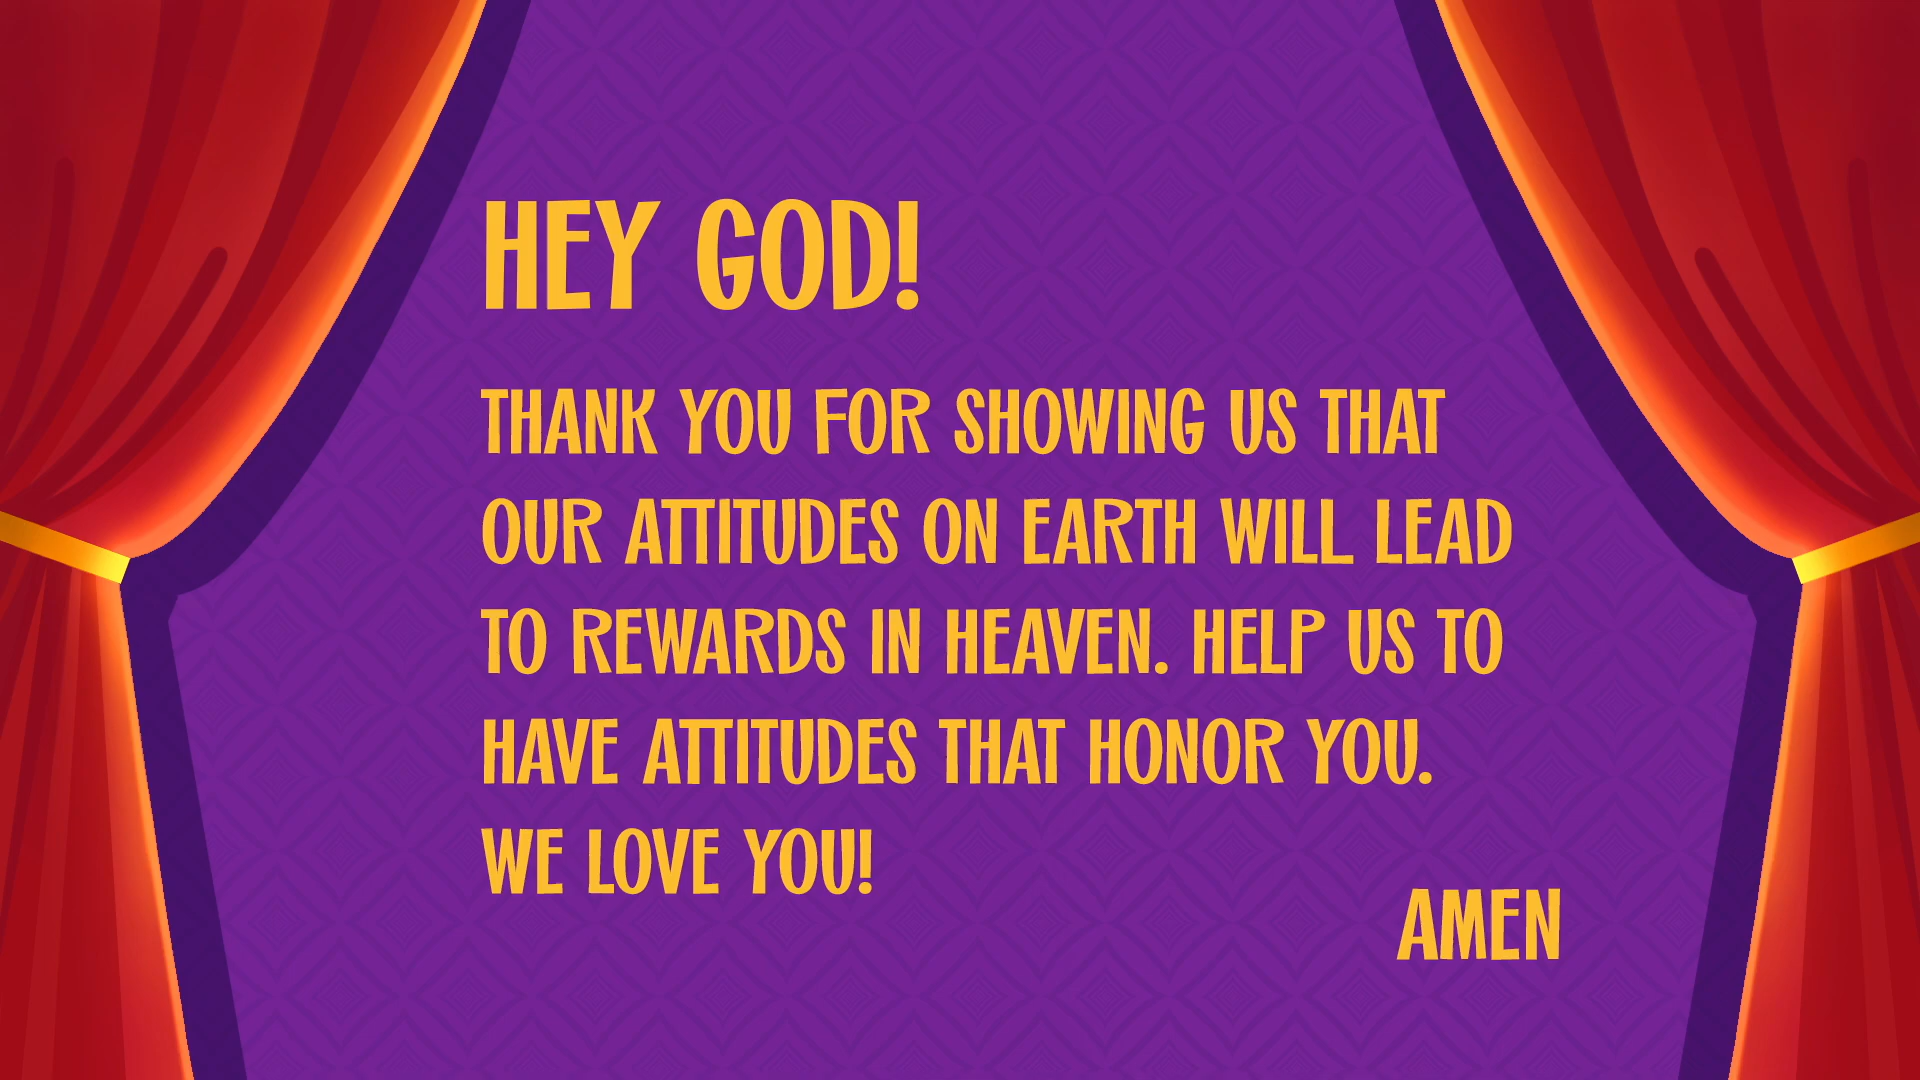 HEY GOD!
THANK YOU FOR SHOWING US THAT
OUR ATTITUDES ON EARTH WILL LEAD
TO REWARDS IN HEAVEN. HELP US TO
HAVE ATTITUDES THAT HONOR YOU.
WE LOVE YOU!
AMEN